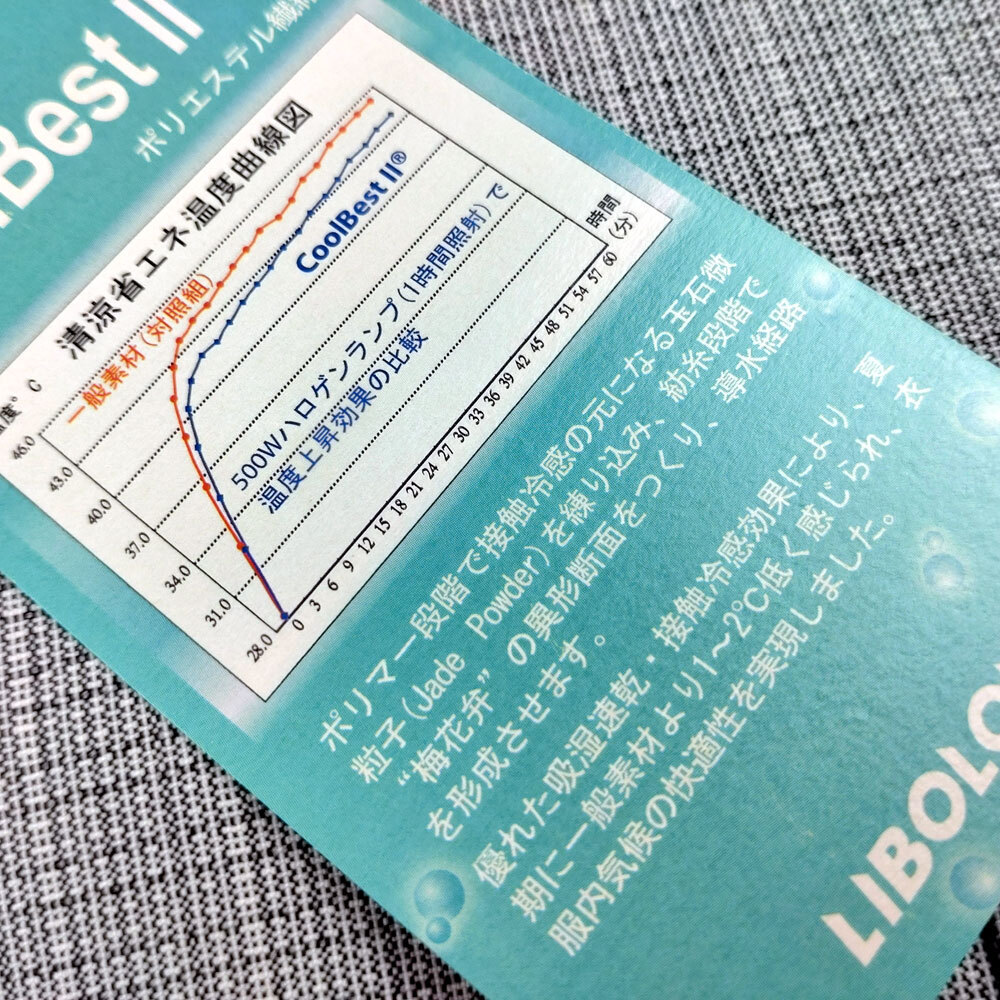 Best II
ポリエステル繊
清涼省エネ温度曲線図
温度° C
一般素材（対照組）
CoolBest II®
500Wハロゲンランプ（1時間照射）で
温度上昇効果の比較
46.0
43.0
40.0
37.0
34.0
31.0
28.0
0 3 6 9 12 15 18 21 24 27 30 33 36 39 42 45 48 51 54 57 60
時間
(分)
ポリマー段階で接触冷感の元になる玉石微
粒子（Jade Powder）を練り込み、紡糸段階で
“梅花弁”の異形断面をつくり、導水経路
を形成させます。
優れた吸湿速乾・接触冷感効果により、夏
期に一般素材より1～2℃低く感じられ、衣
服内気候の快適性を実現しました。
LIBOLO